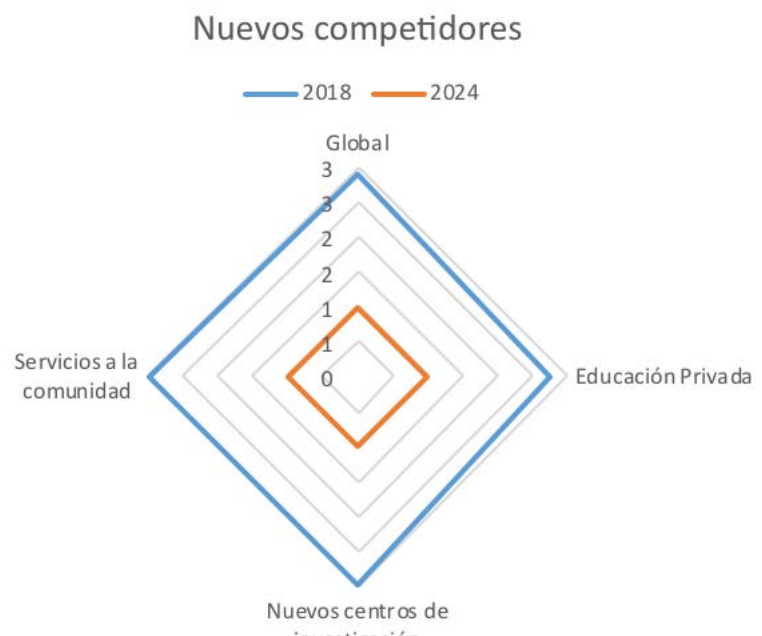 Nuevos competidores
2018 2024
Global
3
3
2
2
1
1
0
Servicios a la
comunidad
Educación Privada
Nuevos centros de